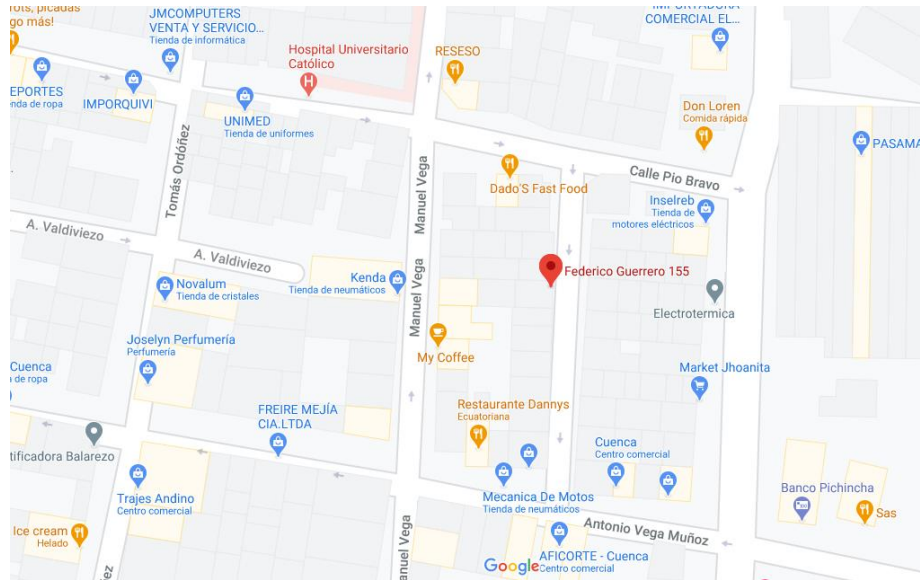 rots, picadas
go más!
JMCOMPUTERS
VENTA Y SERVICIO...
Tienda de informática
Hospital Universitario
Católico
RESESO
COMERCIAL EL...
EPORTES
nda de ropa
IMPORQUIVI
UNIMED
Tienda de uniformes
Don Loren
Comida rápida
PASAMA
Tomás Ordóñez
Manuel Vega
Dado'S Fast Food
Calle Pio Bravo
Inselreb
Tienda de
motores eléctricos
A. Valdiviezo
A. Valdiviezo
Novalum
Tienda de cristales
Kenda
Tienda de neumáticos
Manuel Vega
Federico Guerrero 155
Electrotermica
Joselyn Perfumería
Perfumería
My Coffee
Cuenca
a de ropa
Market Jhoanita
FREIRE MEJÍA
CIA.LTDA
Restaurante Dannys
Ecuatoriana
tificadora Balarezo
Cuenca
Centro comercial
Trajes Andino
Centro comercial
Mecanica De Motos
Tienda de neumáticos
Banco Pichincha
Sas
Ice cream
Helado
Antonio Vega Muñoz
anuel Vega
Google
AFICORTE - Cuenca
Centro comercial